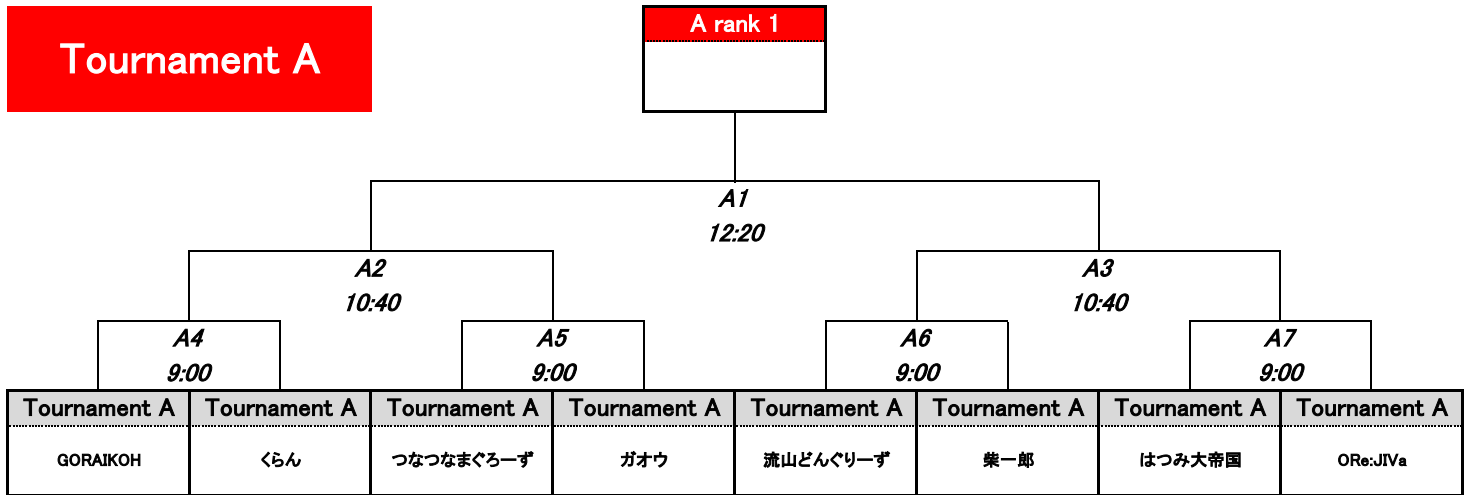 Tournament A
A rank 1
A1
12:20
A2
A3
10:40
10:40
A4
A5
A6
A7
9:00
9:00
9:00
9:00
Tournament A
Tournament A
Tournament A
Tournament A
Tournament A
Tournament A
Tournament A
Tournament A
GORAIKOH
くらん
つなつなまぐろーず
ガオウ
流山どんぐりーず
柴一郎
はつみ大帝国
ORe:JIVa